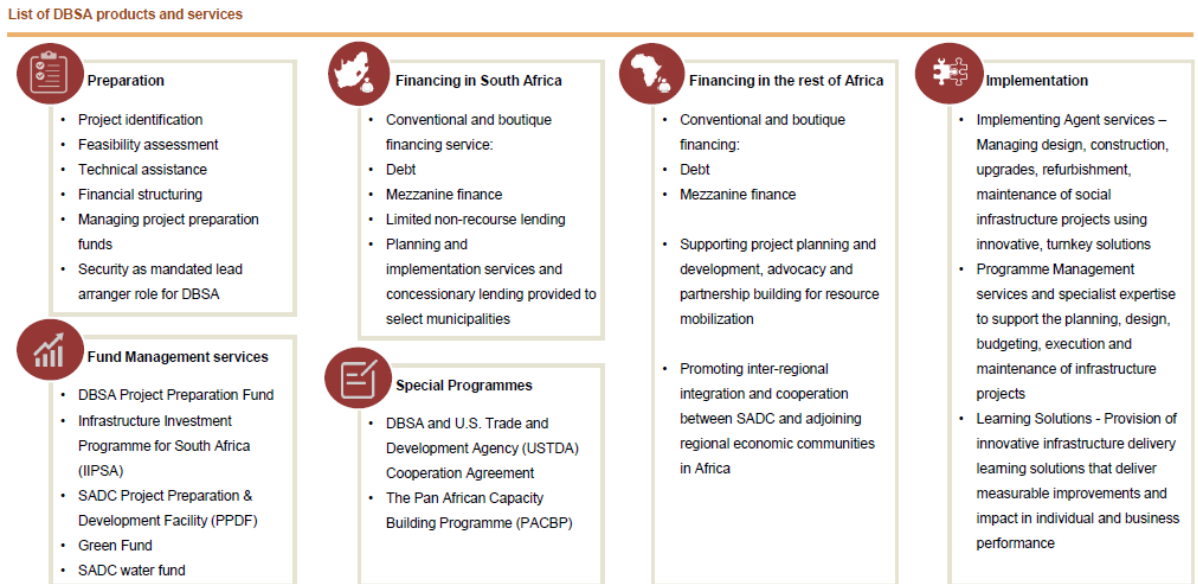 List of DBSA products and services
Preparation
• Project identification
• Feasibility assessment
• Technical assistance
• Financial structuring
• Managing project preparation
funds
• Security as mandated lead
arranger role for DBSA
Fund Management services
• DBSA Project Preparation Fund
• Infrastructure Investment
Programme for South Africa
(IIPSA)
• SADC Project Preparation &
Development Facility (PPDF)
• Green Fund
• SADC water fund
Financing in South Africa
• Conventional and boutique
financing service:
• Debt
• Mezzanine finance
• Limited non-recourse lending
• Planning and
implementation services and
concessionary lending provided to
select municipalities
Special Programmes
• DBSA and U.S. Trade and
Development Agency (USTDA)
Cooperation Agreement
• The Pan African Capacity
Building Programme (PACBP)
Financing in the rest of Africa
• Conventional and boutique
financing:
• Debt
• Mezzanine finance
• Supporting project planning and
development, advocacy and
partnership building for resource
mobilization
• Promoting inter-regional
integration and cooperation
between SADC and adjoining
regional economic communities
in Africa
Implementation
• Implementing Agent services –
Managing design, construction,
upgrades, refurbishment,
maintenance of social
infrastructure projects using
innovative, turnkey solutions
• Programme Management
services and specialist expertise
to support the planning, design,
budgeting, execution and
maintenance of infrastructure
projects
• Learning Solutions - Provision of
innovative infrastructure delivery
learning solutions that deliver
measurable improvements and
impact in individual and business
performance